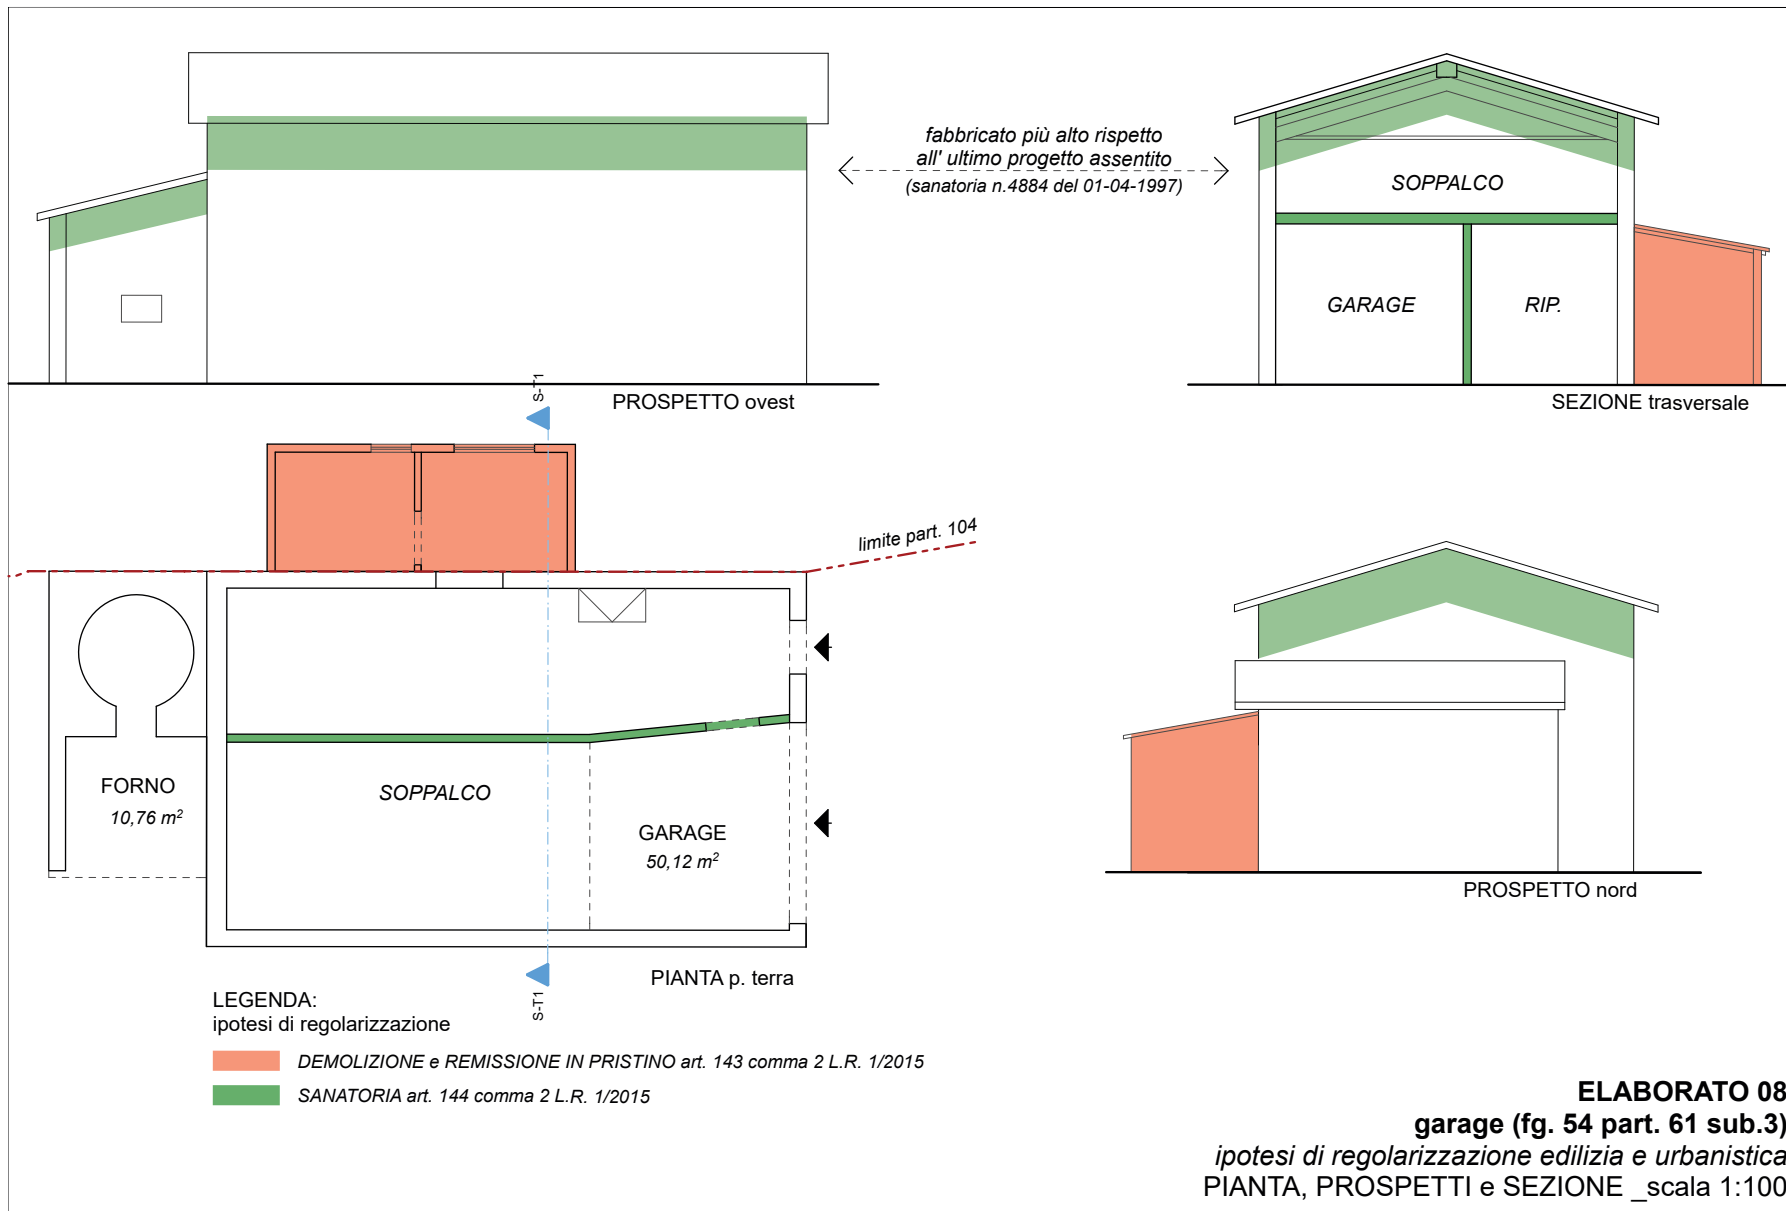 fabbricato più alto rispetto
all' ultimo progetto assentito
(sanatoria n.4884 del 01-04-1997)
SOPPALCO
GARAGE
RIP.
S-T1
PROSPETTO ovest
SEZIONE trasversale
limite part. 104
FORNO
10,76 m²
SOPPALCO
GARAGE
50,12 m²
PROSPETTO nord
PIANTA p. terra
S-T1
LEGENDA:
ipotesi di regolarizzazione
DEMOLIZIONE e REMISSIONE IN PRISTINO art. 143 comma 2 L.R. 1/2015
SANATORIA art. 144 comma 2 L.R. 1/2015
ELABORATO 08
garage (fg. 54 part. 61 sub.3)
ipotesi di regolarizzazione edilizia e urbanistica
PIANTA, PROSPETTI e SEZIONE _scala 1:100